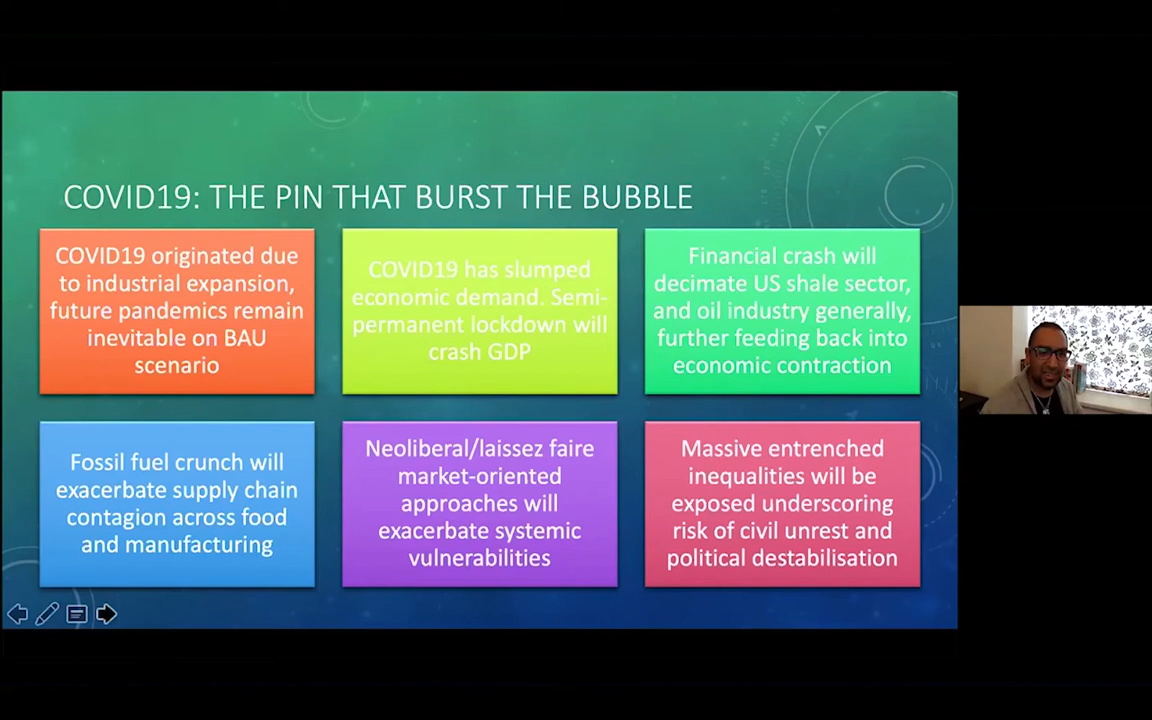 COVID19: THE PIN THAT BURST THE BUBBLE
COVID19 originated due
to industrial expansion,
future pandemics remain
inevitable on BAU
scenario
COVID19 has slumped
economic demand. Semi-
permanent lockdown will
crash GDP
Financial crash will
decimate US shale sector,
and oil industry generally,
further feeding back into
economic contraction
Fossil fuel crunch will
exacerbate supply chain
contagion across food
and manufacturing
Neoliberal/laissez faire
market-oriented
approaches will
exacerbate systemic
vulnerabilities
Massive entrenched
inequalities will be
exposed underscoring
risk of civil unrest and
political destabilisation